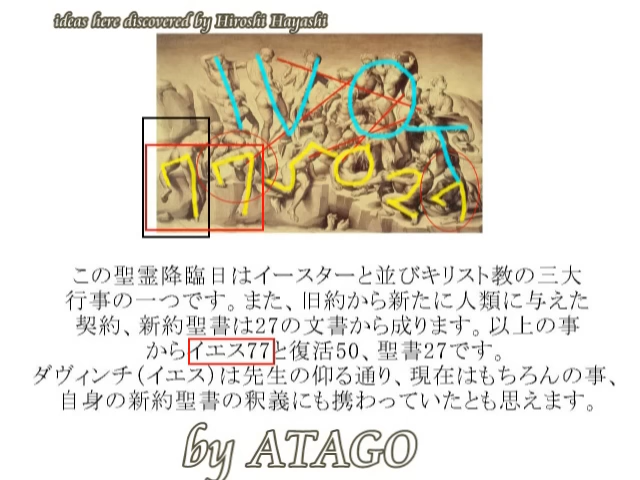 ideas here discovered by Hiroshi Hayashi
IVOT
775027
この聖霊降臨日はイースターと並びキリスト教の三大
行事の一つです。また、旧約から新たに人類に与えた
契約、新約聖書は27の文書から成ります。以上の事
からイエス77と復活50、聖書27です。
ダヴィンチ（イエス）は先生の仰る通り、現在はもちろんの事、
自身の新約聖書の釈義にも携わっていたとも思えます。
by ATAGO